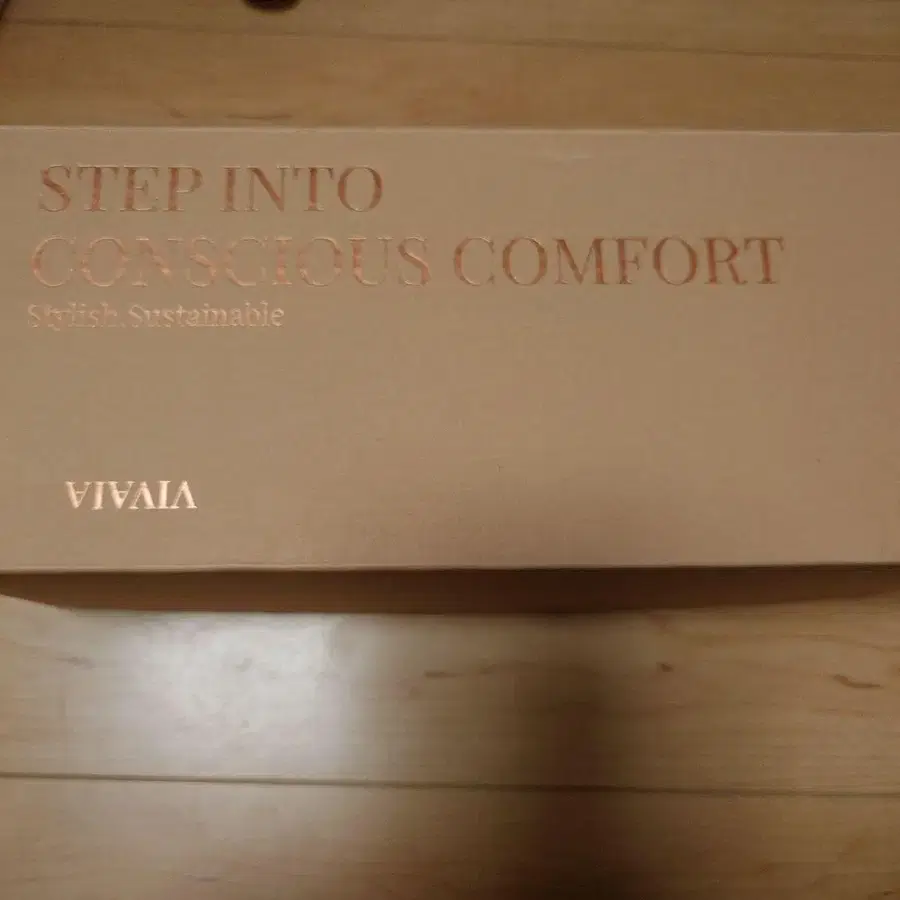 STEP INTO
CONSCIOUS COMFORT
Stylish.Sustainable
VIVAIA